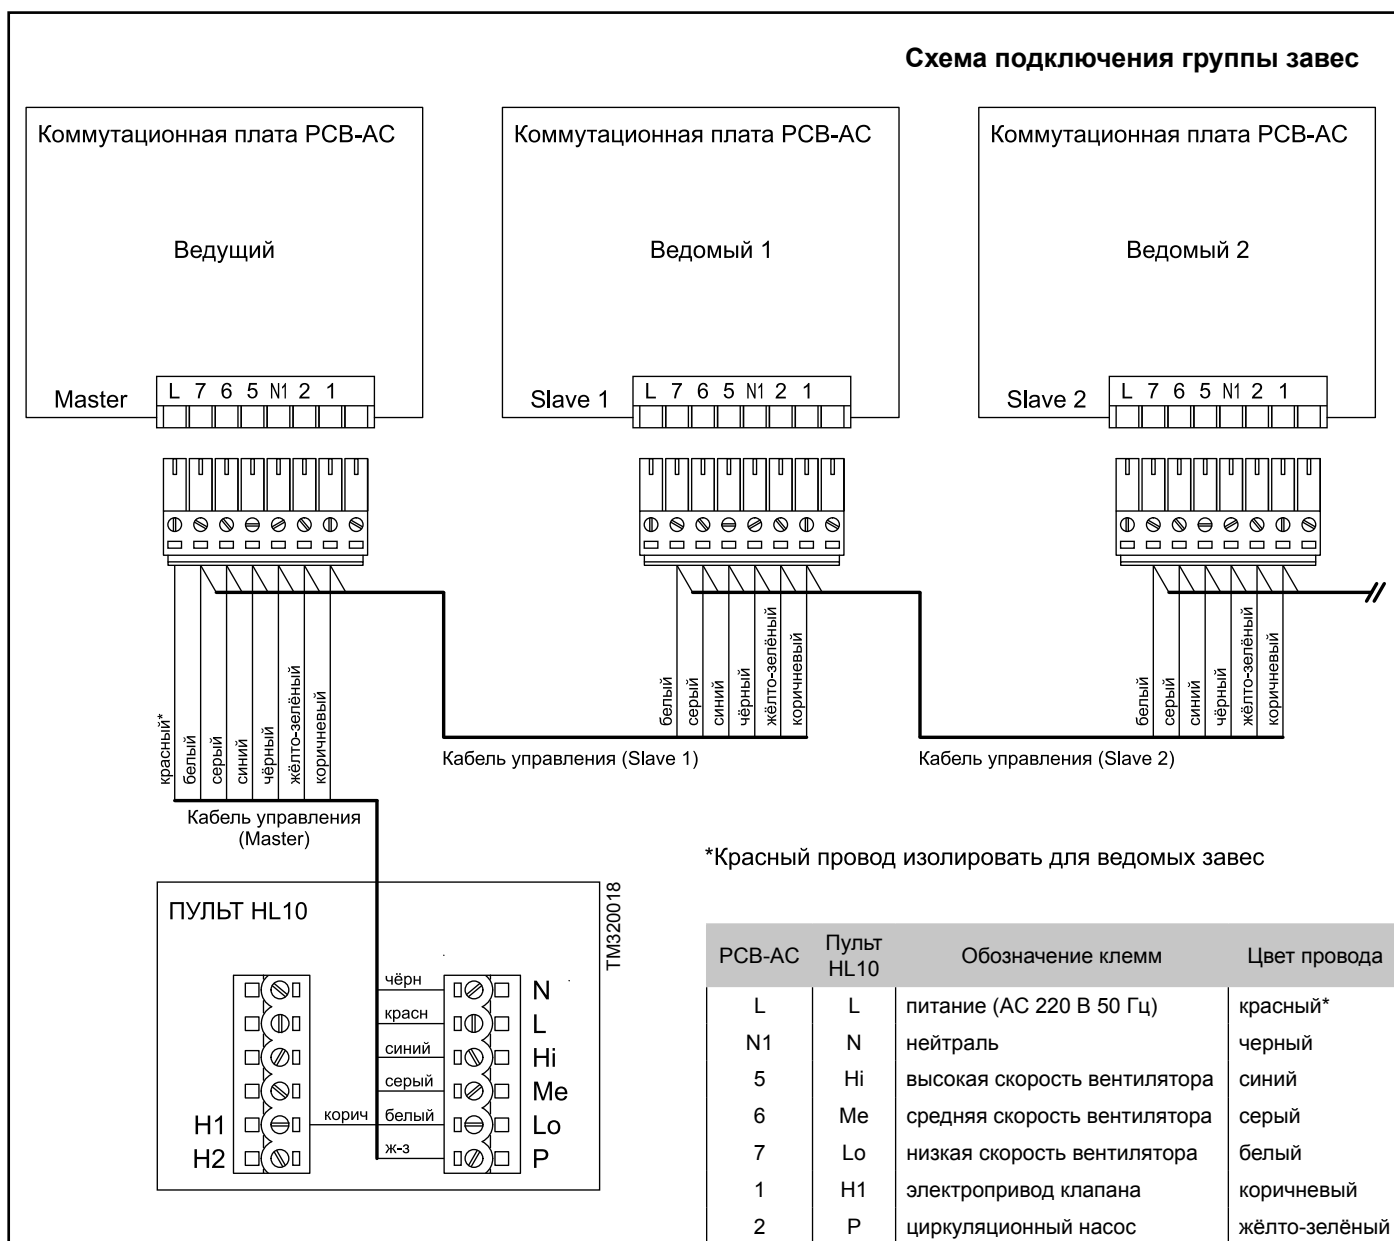 Схема подключения группы завес
Коммутационная плата PCB-AC
Ведущий
Master
L 7 6 5 N1 2 1
Коммутационная плата PCB-AC
Ведомый 1
Slave 1
L 7 6 5 N1 2 1
Коммутационная плата PCB-AC
Ведомый 2
Slave 2
L 7 6 5 N1 2 1
красный*
белый
серый
синий
чёрный
жёлто-зелёный
коричневый
Кабель управления
(Master)
белый
серый
синий
чёрный
жёлто-зелёный
коричневый
Кабель управления (Slave 1)
белый
серый
синий
чёрный
жёлто-зелёный
коричневый
Кабель управления (Slave 2)
*Красный провод изолировать для ведомых завес
ПУЛЬТ HL10
TM320018
H1
H2
корич
чёрн
красн
синий
серый
белый
ж-з
N
L
Hi
Me
Lo
P
PCB-AC Пульт HL10 Обозначение клемм Цвет провода
L L питание (АС 220 В 50 Гц) красный*
N1 N нейтраль черный
5 Hi высокая скорость вентилятора синий
6 Me средняя скорость вентилятора серый
7 Lo низкая скорость вентилятора белый
1 H1 электропривод клапана коричневый
2 P циркуляционный насос жёлто-зелёный